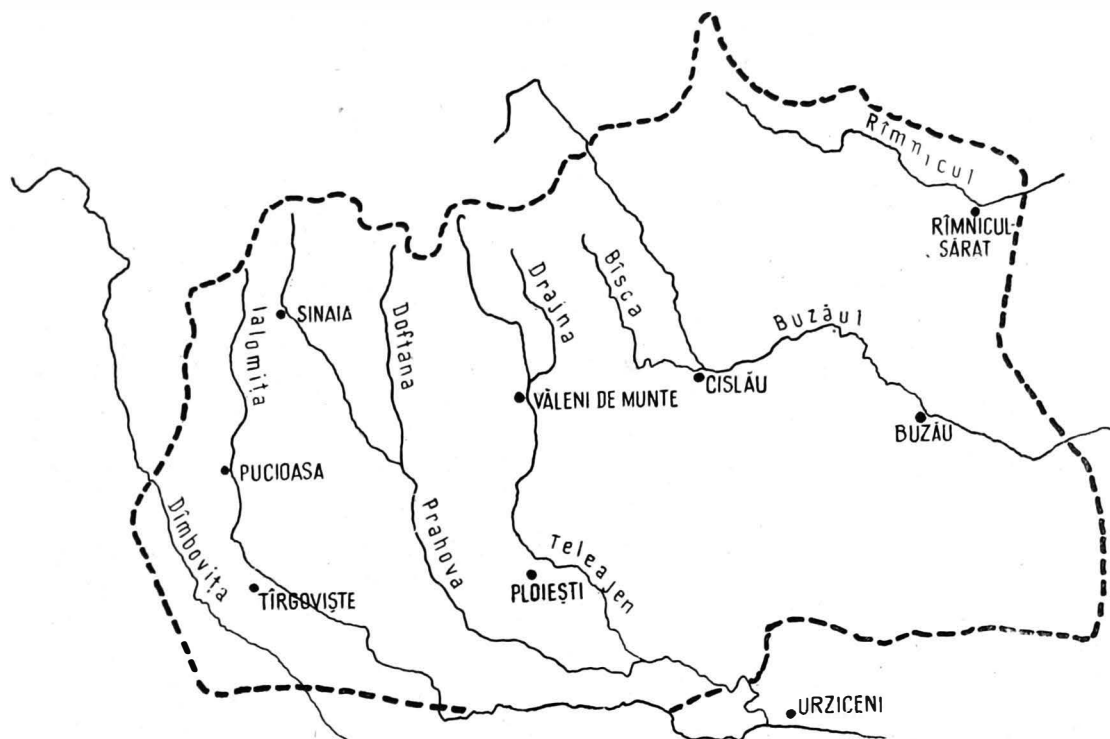 Rîmnicul
RÎMNICUL-
SĂRAT
Ialomița
SINAIA
Doftana
Drajna
Bîsca
Buzăul
VĂLENI DE MUNTE
CISLĂU
BUZĂU
PUCIOASA
Dîmbovița
TÎRGOVIȘTE
Prahova
PLOIEȘTI
Teleajen
URZICENI